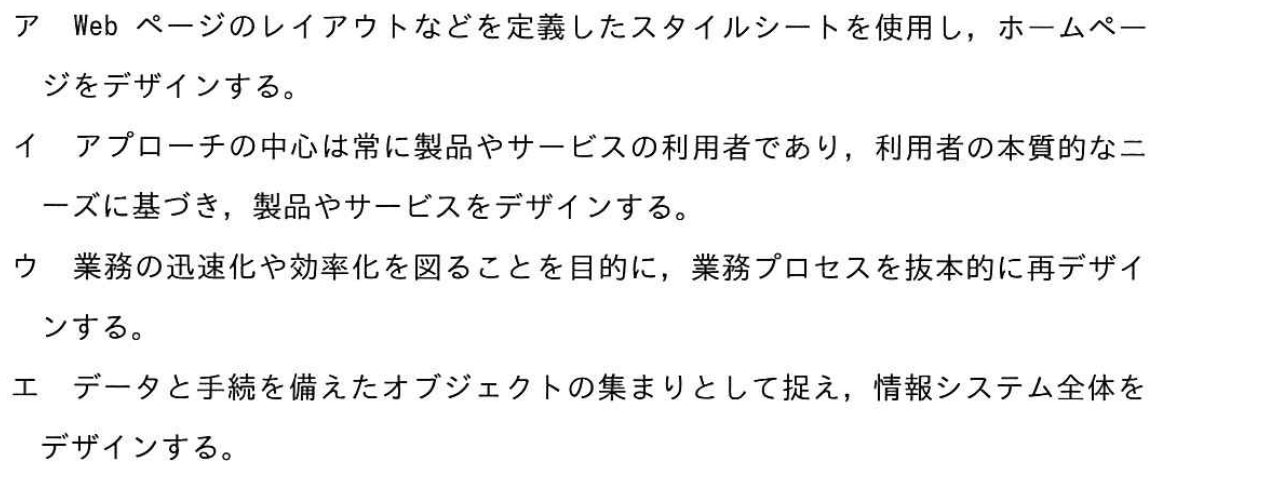 ア　Web ページのレイアウトなどを定義したスタイルシートを使用し，ホームペー
ジをデザインする。
イ　アプローチの中心は常に製品やサービスの利用者であり，利用者の本質的なニ
ーズに基づき，製品やサービスをデザインする。
ウ　業務の迅速化や効率化を図ることを目的に，業務プロセスを抜本的に再デザイ
ンする。
エ　データと手続を備えたオブジェクトの集まりとして捉え，情報システム全体を
デザインする。